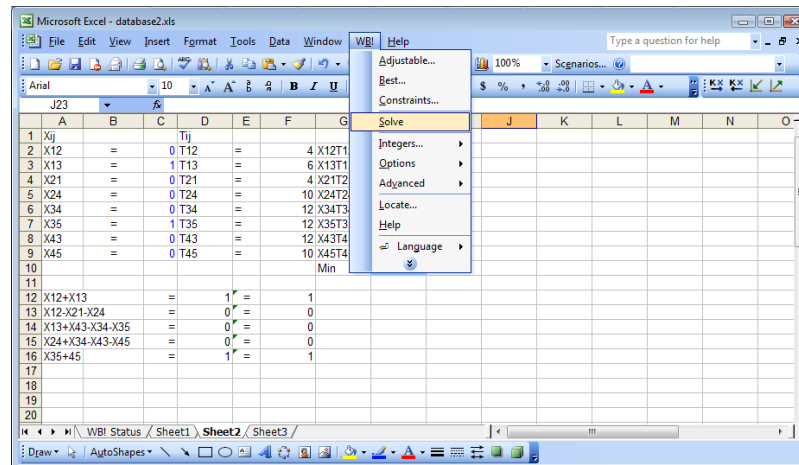 Microsoft Excel - database2.xls
File Edit View Insert Format Tools Data Window WB! Help Type a question for help
100% Scenarios...
Arial 10 B I U $ % ,
J23 fx
A B C D E F G J K L M N O
1 Xij Tij
2 X12 = 0 T12 = 4 X12T1
3 X13 = 1 T13 = 6 X13T1
4 X21 = 0 T21 = 4 X21T2
5 X24 = 0 T24 = 10 X24T2
6 X34 = 0 T34 = 12 X34T3
7 X35 = 1 T35 = 12 X35T3
8 X43 = 0 T43 = 12 X43T4
9 X45 = 0 T45 = 10 X45T4
10 Min
11
12 X12+X13 = 1 = 1
13 X12-X21-X24 = 0 = 0
14 X13+X43-X34-X35 = 0 = 0
15 X24+X34-X43-X45 = 0 = 0
16 X35+45 = 1 = 1
17
18
19
20
Adjustable...
Best...
Constraints...
Solve
Integers...
Options
Advanced
Locate...
Help
Language
WB! Status Sheet1 Sheet2 Sheet3
Draw AutoShapes